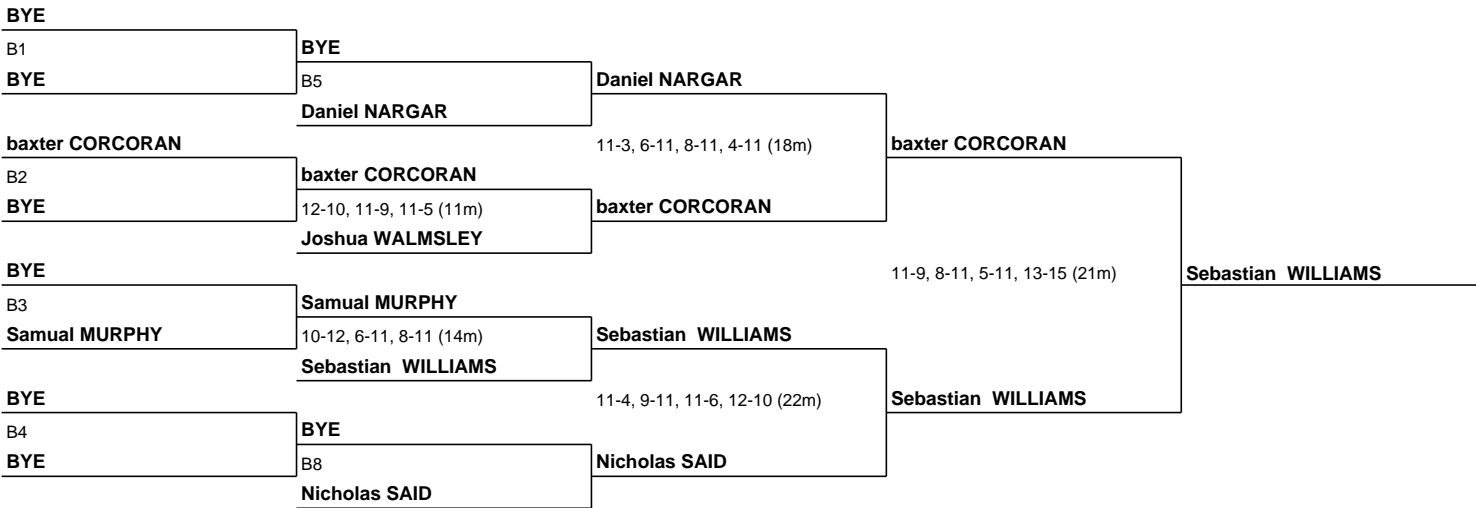 BYE
B1
BYE
BYE
B5
Daniel NARGAR
Daniel NARGAR
baxter CORCORAN
11-3, 6-11, 8-11, 4-11 (18m)
baxter CORCORAN
B2
baxter CORCORAN
BYE
12-10, 11-9, 11-5 (11m)
baxter CORCORAN
Joshua WALMSLEY
BYE
11-9, 8-11, 5-11, 13-15 (21m)
Sebastian  WILLIAMS
B3
Samual MURPHY
Samual MURPHY
10-12, 6-11, 8-11 (14m)
Sebastian  WILLIAMS
Sebastian  WILLIAMS
BYE
11-4, 9-11, 11-6, 12-10 (22m)
Sebastian  WILLIAMS
B4
BYE
BYE
B8
Nicholas SAID
Nicholas SAID